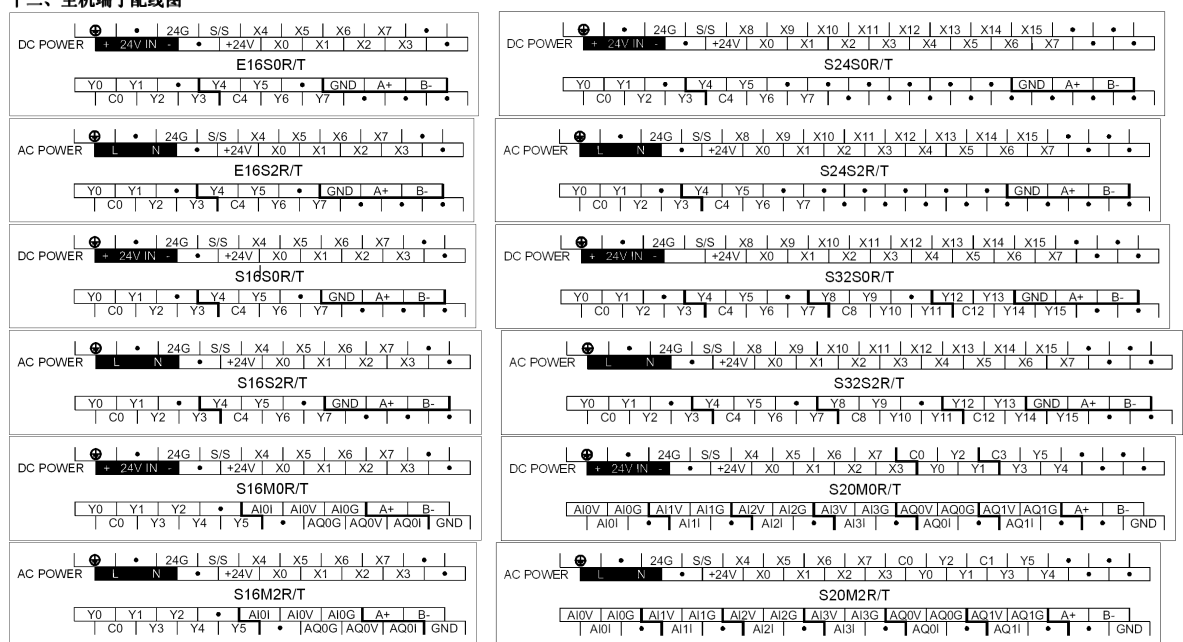 十二、主机端子配线图
24G S/S X4 X5 X6 X7
DC POWER + 24V IN - +24V X0 X1 X2 X3
E16S0R/T
Y0 Y1 Y4 Y5 GND A+ B-
C0 Y2 Y3 C4 Y6 Y7
24G S/S X4 X5 X6 X7
AC POWER L N +24V X0 X1 X2 X3
E16S2R/T
Y0 Y1 Y4 Y5 GND A+ B-
C0 Y2 Y3 C4 Y6 Y7
24G S/S X4 X5 X6 X7
DC POWER + 24V IN - +24V X0 X1 X2 X3
S16S0R/T
Y0 Y1 Y4 Y5 GND A+ B-
C0 Y2 Y3 C4 Y6 Y7
24G S/S X4 X5 X6 X7
AC POWER L N +24V X0 X1 X2 X3
S16S2R/T
Y0 Y1 Y4 Y5 GND A+ B-
C0 Y2 Y3 C4 Y6 Y7
24G S/S X4 X5 X6 X7
DC POWER + 24V IN - +24V X0 X1 X2 X3
S16M0R/T
Y0 Y1 Y2 AI0I AI0V AI0G A+ B-
C0 Y3 Y4 Y5 AQ0G AQ0V AQ0I GND
24G S/S X4 X5 X6 X7
AC POWER L N +24V X0 X1 X2 X3
S16M2R/T
Y0 Y1 Y2 AI0I AI0V AI0G A+ B-
C0 Y3 Y4 Y5 AQ0G AQ0V AQ0I GND
24G S/S X8 X9 X10 X11 X12 X13 X14 X15
DC POWER + 24V IN - +24V X0 X1 X2 X3 X4 X5 X6 X7
S24S0R/T
Y0 Y1 Y4 Y5 GND A+ B-
C0 Y2 Y3 C4 Y6 Y7
24G S/S X8 X9 X10 X11 X12 X13 X14 X15
AC POWER L N +24V X0 X1 X2 X3 X4 X5 X6 X7
S24S2R/T
Y0 Y1 Y4 Y5 GND A+ B-
C0 Y2 Y3 C4 Y6 Y7
24G S/S X8 X9 X10 X11 X12 X13 X14 X15
DC POWER + 24V IN - +24V X0 X1 X2 X3 X4 X5 X6 X7
S32S0R/T
Y0 Y1 Y4 Y5 Y8 Y9 Y12 Y13 GND A+ B-
C0 Y2 Y3 C4 Y6 Y7 C8 Y10 Y11 C12 Y14 Y15
24G S/S X8 X9 X10 X11 X12 X13 X14 X15
AC POWER L N +24V X0 X1 X2 X3 X4 X5 X6 X7
S32S2R/T
Y0 Y1 Y4 Y5 Y8 Y9 Y12 Y13 GND A+ B-
C0 Y2 Y3 C4 Y6 Y7 C8 Y10 Y11 C12 Y14 Y15
24G S/S X4 X5 X6 X7 C0 Y2 C3 Y5
DC POWER + 24V IN - +24V X0 X1 X2 X3 Y0 Y1 Y3 Y4
S20M0R/T
AI0V AI0G AI1V AI1G AI2V AI2G AI3V AI3G AQ0V AQ0G AQ1V AQ1G A+ B-
AI0I AI1I AI2I AI3I AQ0I AQ1I GND
24G S/S X4 X5 X6 X7 C0 Y2 C1 Y5
AC POWER L N +24V X0 X1 X2 X3 Y0 Y1 Y3 Y4
S20M2R/T
AI0V AI0G AI1V AI1G AI2V AI2G AI3V AI3G AQ0V AQ0G AQ1V AQ1G A+ B-
AI0I AI1I AI2I AI3I AQ0I AQ1I GND